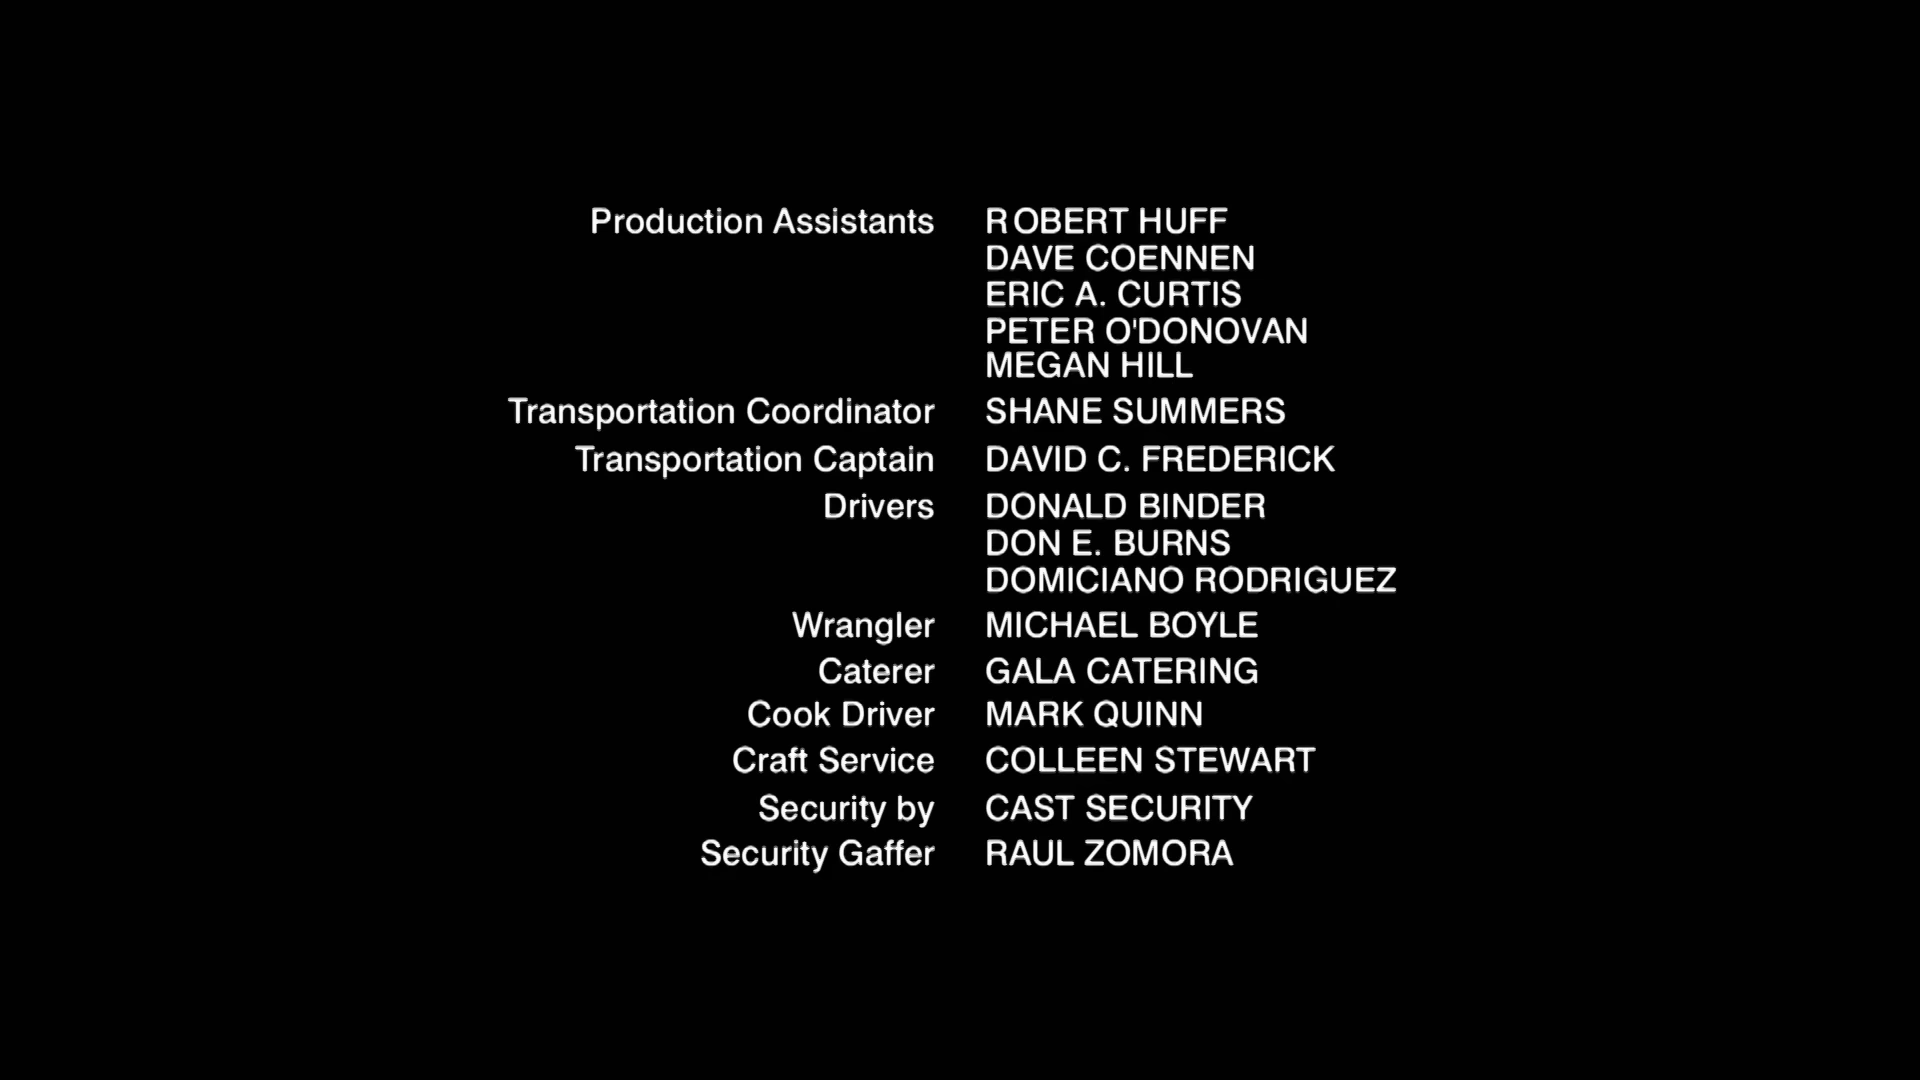 Production Assistants ROBERT HUFF
DAVE COENNEN
ERIC A. CURTIS
PETER O'DONOVAN
MEGAN HILL
Transportation Coordinator SHANE SUMMERS
Transportation Captain DAVID C. FREDERICK
Drivers DONALD BINDER
DON E. BURNS
DOMICIANO RODRIGUEZ
Wrangler MICHAEL BOYLE
Caterer GALA CATERING
Cook Driver MARK QUINN
Craft Service COLLEEN STEWART
Security by CAST SECURITY
Security Gaffer RAUL ZOMORA